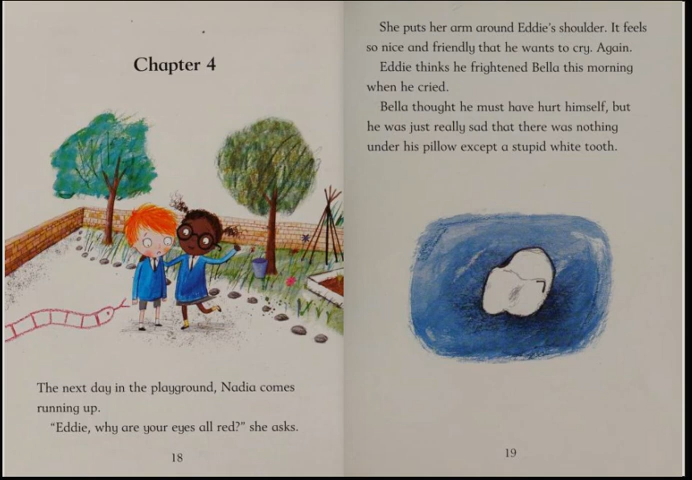 Chapter 4
The next day in the playground, Nadia comes
running up.
“Eddie, why are your eyes all red?” she asks.
18
She puts her arm around Eddie’s shoulder. It feels
so nice and friendly that he wants to cry. Again.
Eddie thinks he frightened Bella this morning
when he cried.
Bella thought he must have hurt himself, but
he was just really sad that there was nothing
under his pillow except a stupid white tooth.
19